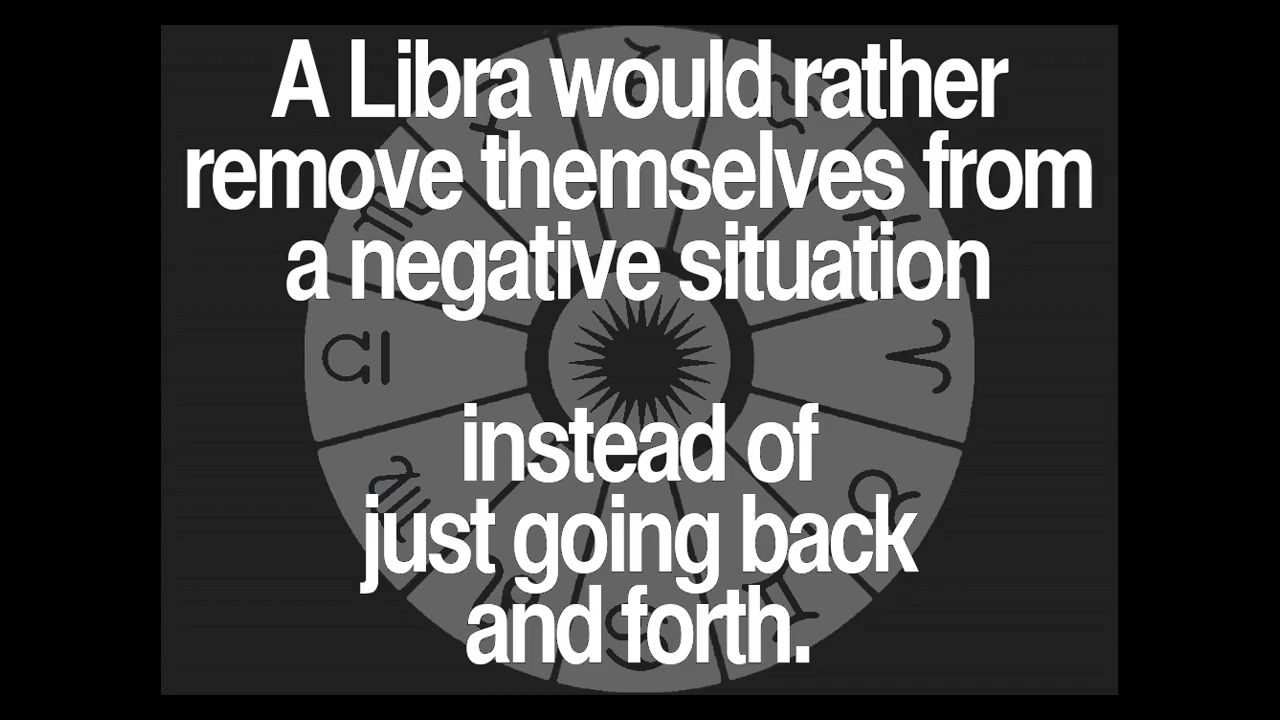 A Libra would rather
remove themselves from
a negative situation
instead of
just going back
and forth.